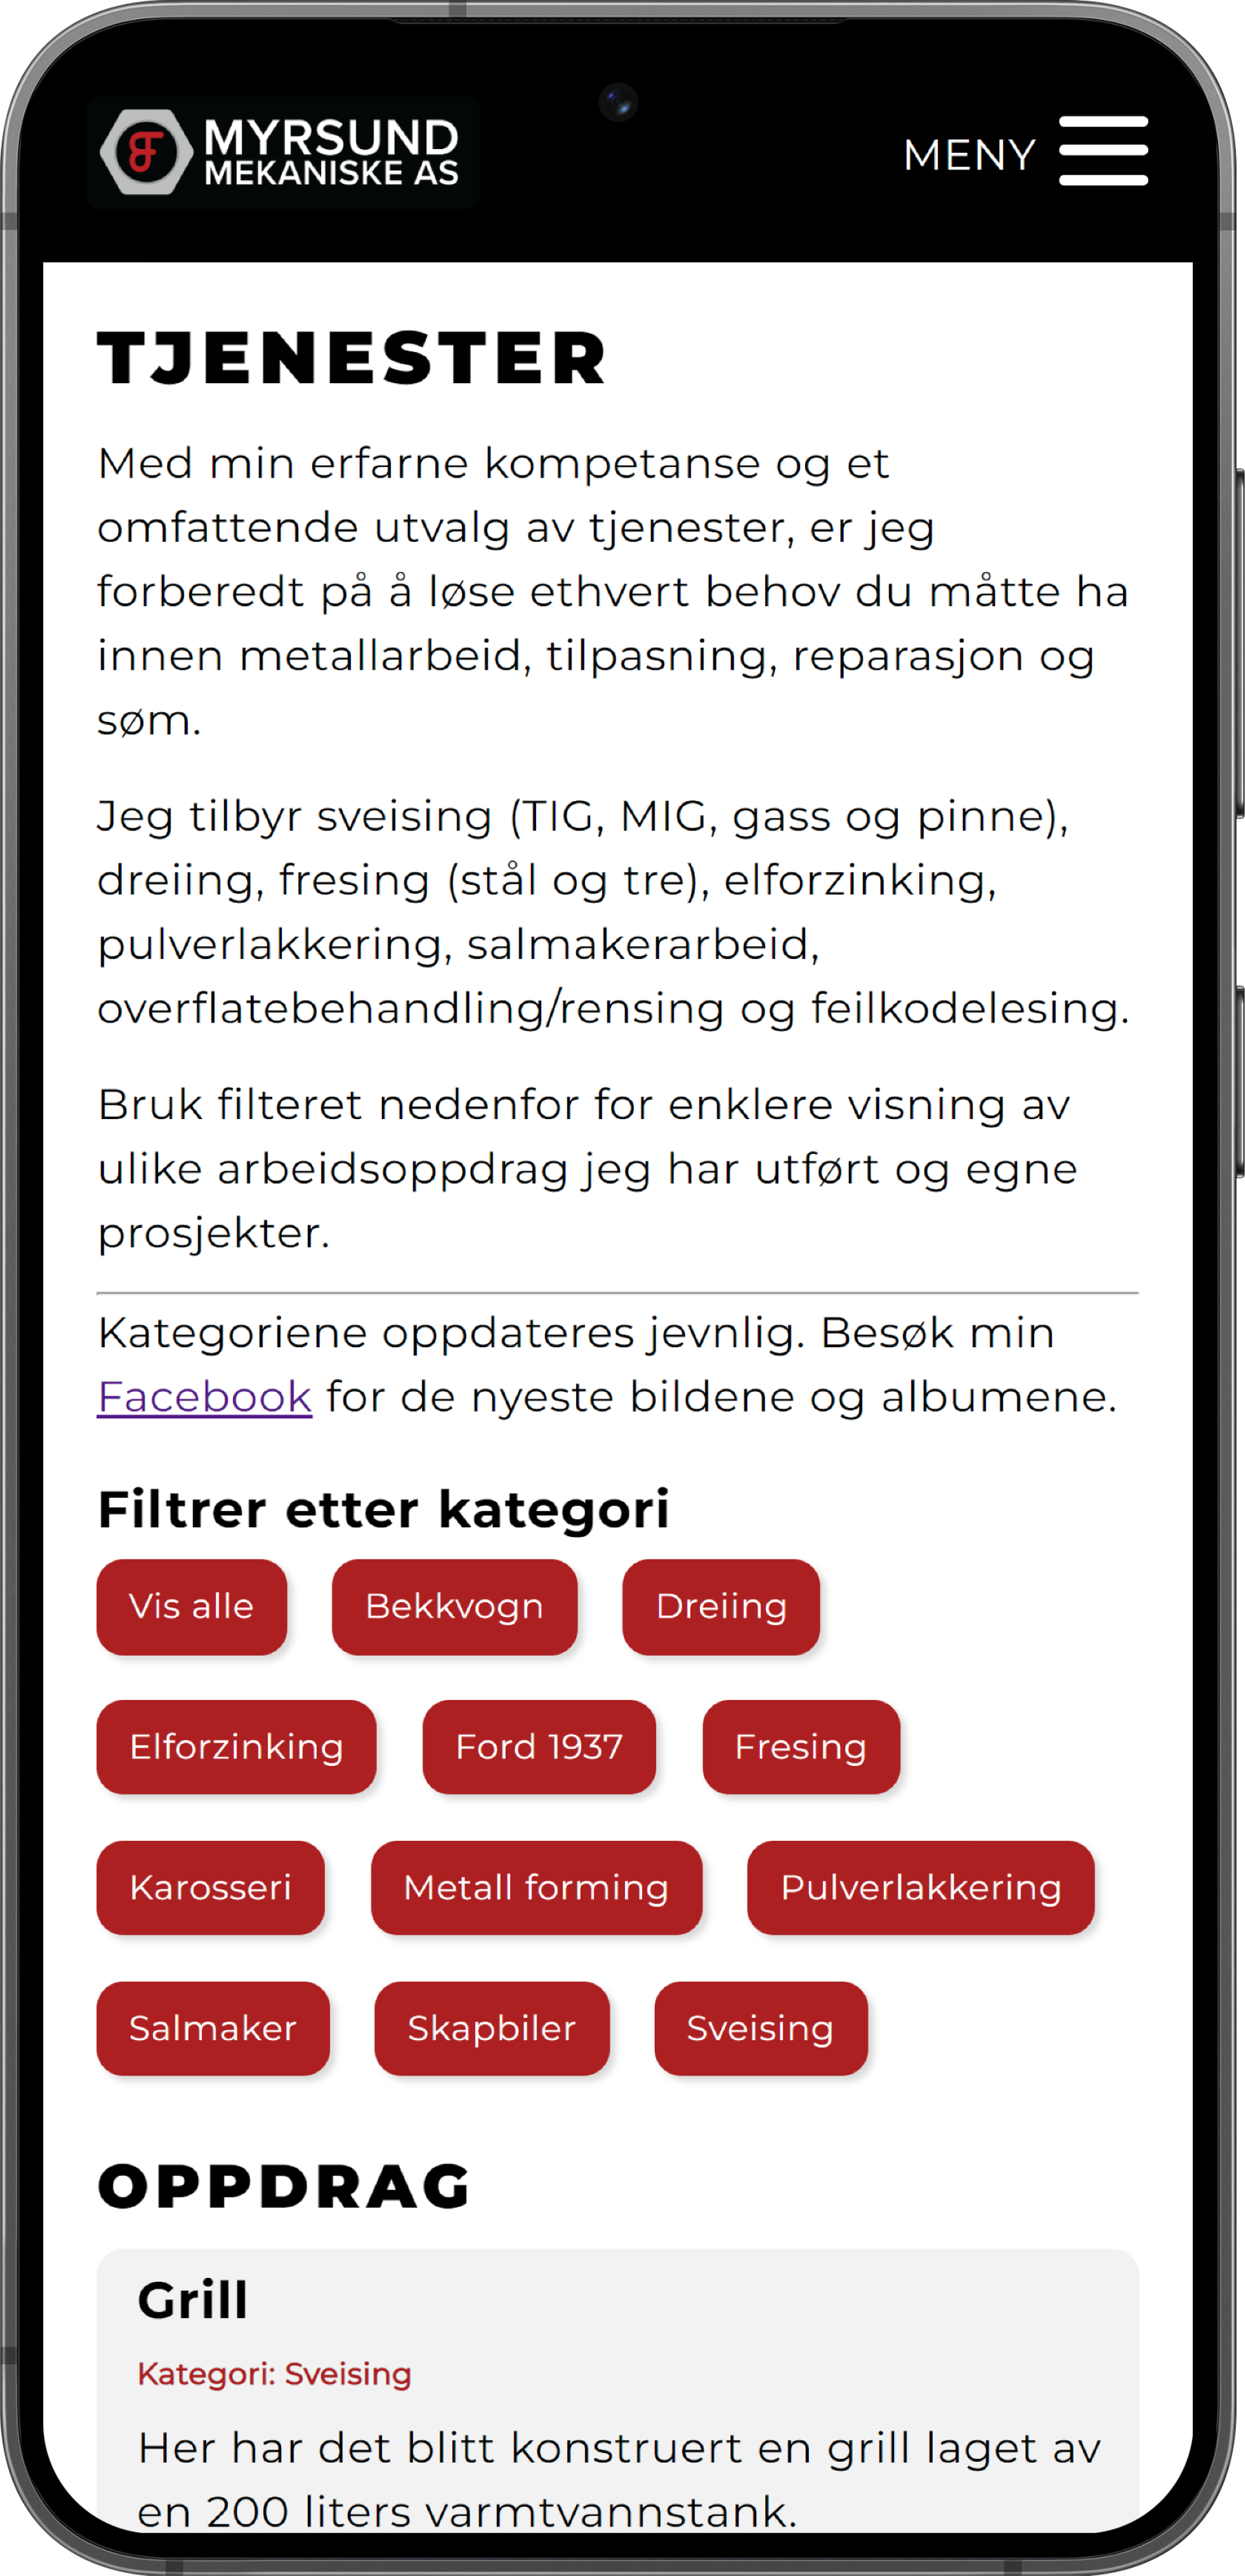 MYRSUND
MEKANISKE AS
MENY
TJENESTER
Med min erfarne kompetanse og et
omfattende utvalg av tjenester, er jeg
forberedt på å løse ethvert behov du måtte ha
innen metallarbeid, tilpasning, reparasjon og
søm.
Jeg tilbyr sveising (TIG, MIG, gass og pinne),
dreiing, fresing (stål og tre), elforzinking,
pulverlakkering, salmakerarbeid,
overflatebehandling/rensing og feilkodelesing.
Bruk filteret nedenfor for enklere visning av
ulike arbeidsoppdrag jeg har utført og egne
prosjekter.
Kategoriene oppdateres jevnlig. Besøk min
Facebook for de nyeste bildene og albumene.
Filtrer etter kategori
Vis alle Bekkvogn Dreiing
Elforzinking Ford 1937 Fresing
Karosseri Metall forming Pulverlakkering
Salmaker Skapbiler Sveising
OPPDRAG
Grill
Kategori: Sveising
Her har det blitt konstruert en grill laget av
en 200 liters varmtvannstank.